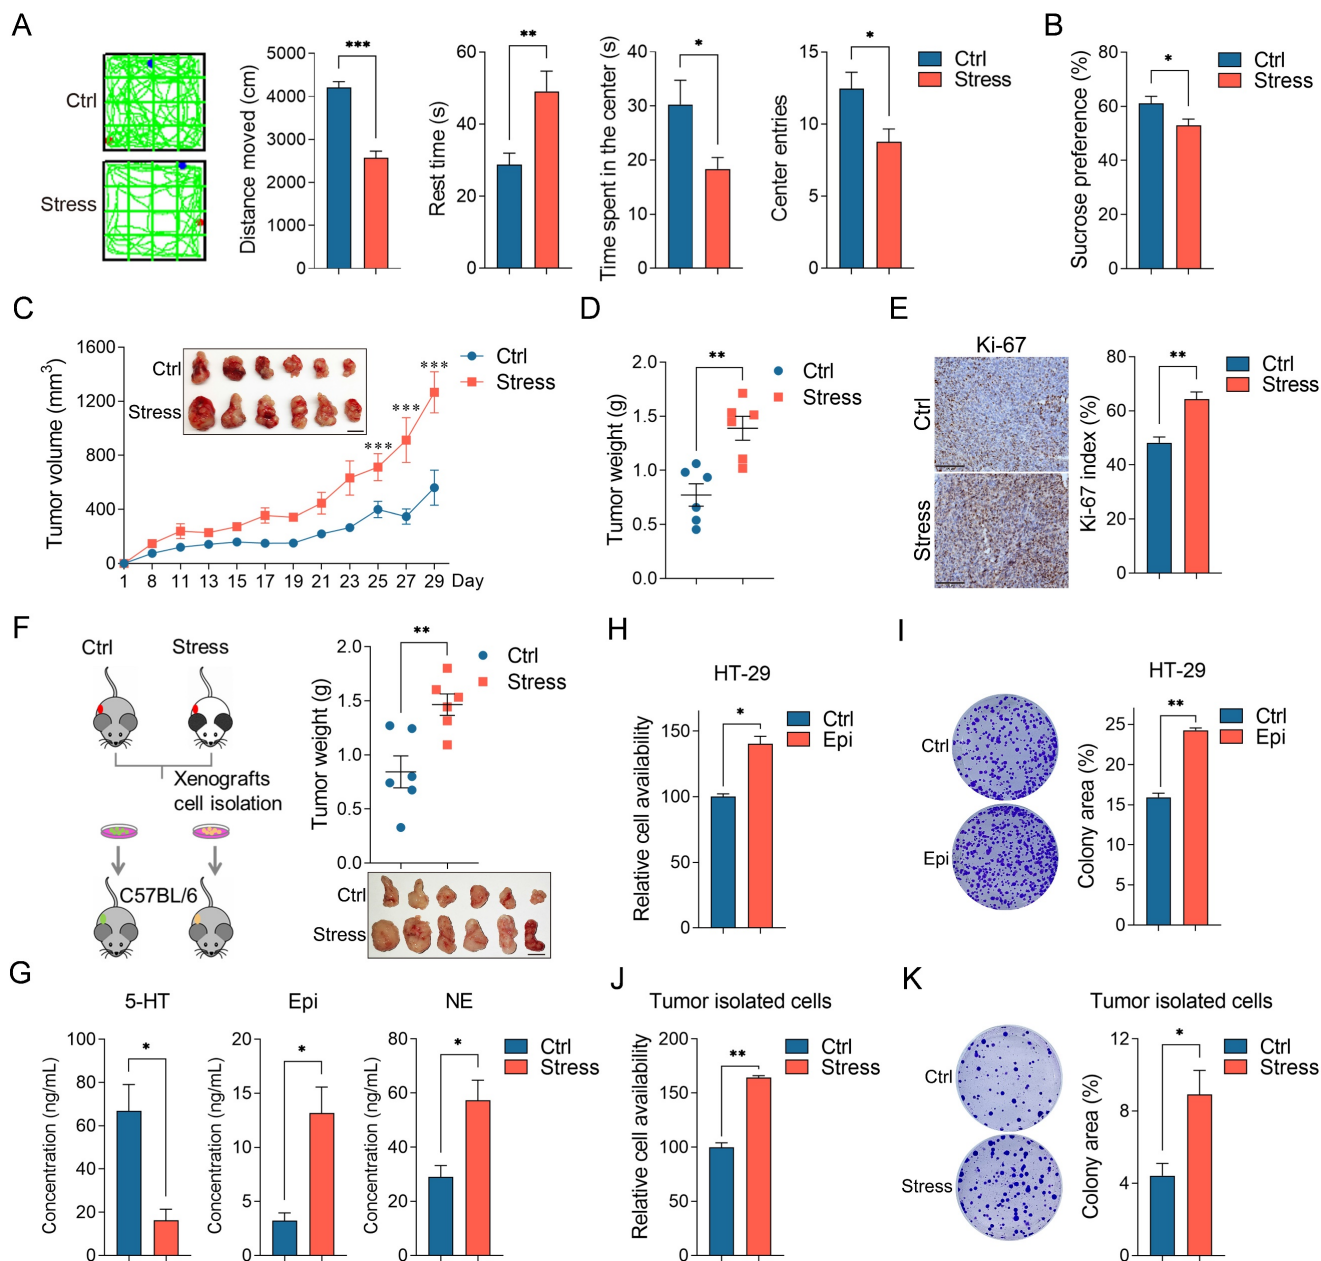 A
Ctrl
Stress
Distance moved (cm)
5000
4000
3000
2000
1000
0
***
Rest time (s)
60
40
20
0
**
Time spent in the center (s)
40
30
20
10
0
*
Center entries
15
10
5
0
*
Ctrl
Stress
B
Sucrose preference (%)
80
60
40
20
0
*
Ctrl
Stress
C
Tumor volume (mm3)
1600
1200
800
400
0
Ctrl
Stress
***
***
***
Ctrl
Stress
1 8 11 13 15 17 19 21 23 25 27 29 Day
D
Tumor weight (g)
2.0
1.5
1.0
0.5
0.0
**
Ctrl
Stress
E
Ki-67
Ctrl
Stress
Ki-67 index (%)
80
60
40
20
0
**
Ctrl
Stress
F
Ctrl Stress
Xenografts
cell isolation
C57BL/6
Tumor weight (g)
2.0
1.5
1.0
0.5
0.0
**
Ctrl
Stress
Ctrl
Stress
G
5-HT
Concentration (ng/mL)
100
80
60
40
20
0
*
Epi
Concentration (ng/mL)
20
15
10
5
0
*
NE
Concentration (ng/mL)
80
60
40
20
0
*
Ctrl
Stress
H
HT-29
Relative cell availability
150
100
50
0
*
Ctrl
Epi
I
HT-29
Ctrl
Epi
Colony area (%)
25
20
15
10
5
0
**
Ctrl
Epi
J
Tumor isolated cells
Relative cell availability
200
150
100
50
0
**
Ctrl
Stress
K
Tumor isolated cells
Ctrl
Stress
Colony area (%)
12
8
4
0
*
Ctrl
Stress